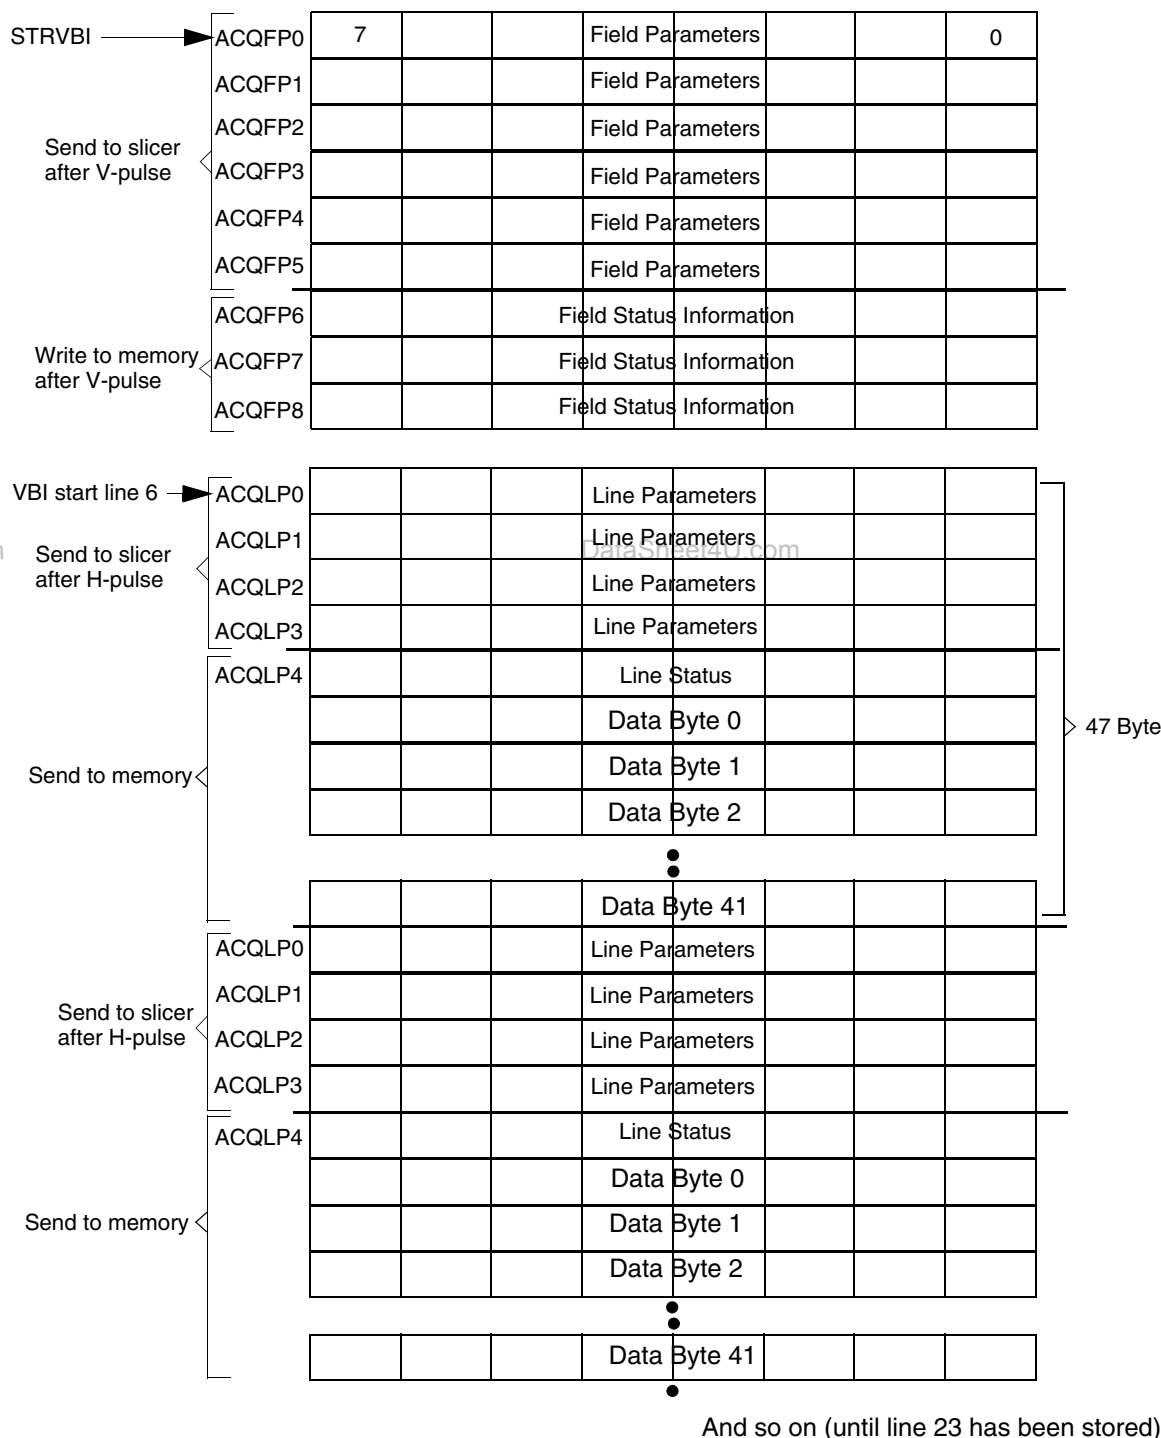 STRVBI ACQFP0 7 Field Parameters 0
ACQFP1 Field Parameters
ACQFP2 Field Parameters
Send to slicer
after V-pulse
ACQFP3 Field Parameters
ACQFP4 Field Parameters
ACQFP5 Field Parameters
ACQFP6 Field Status Information
Write to memory
after V-pulse
ACQFP7 Field Status Information
ACQFP8 Field Status Information
VBI start line 6 ACQLP0 Line Parameters
ACQLP1 Line Parameters
DataSheet4U.com
Send to slicer
after H-pulse
ACQLP2 Line Parameters
ACQLP3 Line Parameters
ACQLP4 Line Status
Data Byte 0
47 Byte
Data Byte 1
Send to memory
Data Byte 2
Data Byte 41
ACQLP0 Line Parameters
ACQLP1 Line Parameters
Send to slicer
after H-pulse
ACQLP2 Line Parameters
ACQLP3 Line Parameters
ACQLP4 Line Status
Data Byte 0
Send to memory
Data Byte 1
Data Byte 2
Data Byte 41
And so on (until line 23 has been stored)